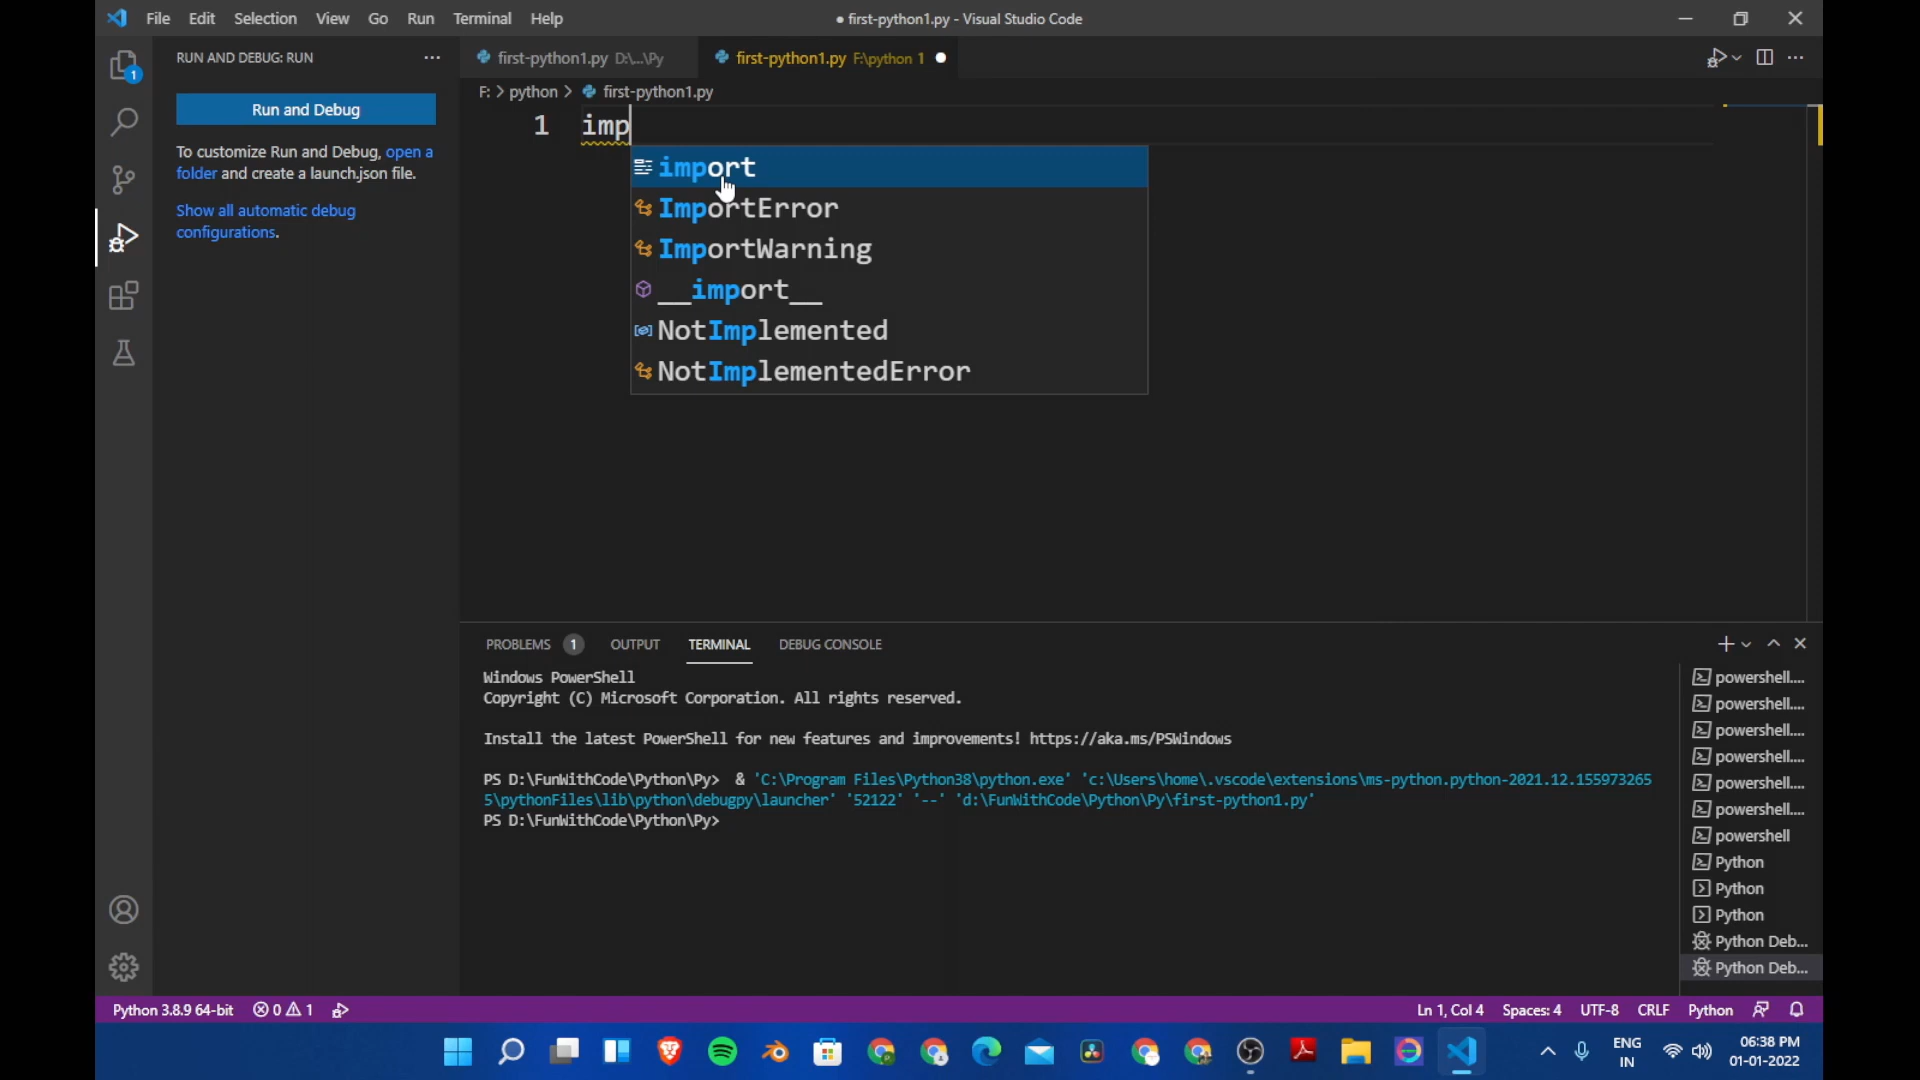 File Edit Selection View Go Run Terminal Help
● first-python1.py - Visual Studio Code
RUN AND DEBUG: RUN
first-python1.py D:\...\Py
first-python1.py F:\python 1
1
F: > python > first-python1.py
Run and Debug
To customize Run and Debug, open a
folder and create a launch.json file.
Show all automatic debug
configurations.
1 imp
import
ImportError
ImportWarning
__import__
NotImplemented
NotImplementedError
PROBLEMS 1 OUTPUT TERMINAL DEBUG CONSOLE
Windows PowerShell
Copyright (C) Microsoft Corporation. All rights reserved.
Install the latest PowerShell for new features and improvements! https://aka.ms/PSWindows
PS D:\FunWithCode\Python\Py>  & 'C:\Program Files\Python38\python.exe' 'c:\Users\home\.vscode\extensions\ms-python.python-2021.12.155973265
5\pythonFiles\lib\python\debugpy\launcher' '52122' '--' 'd:\FunWithCode\Python\Py\first-python1.py'
PS D:\FunWithCode\Python\Py>
powershell....
powershell....
powershell....
powershell....
powershell....
powershell....
powershell
Python
Python
Python
Python Deb...
Python Deb...
Python 3.8.9 64-bit 0 1
Ln 1, Col 4 Spaces: 4 UTF-8 CRLF Python
ENG
IN
06:38 PM
01-01-2022